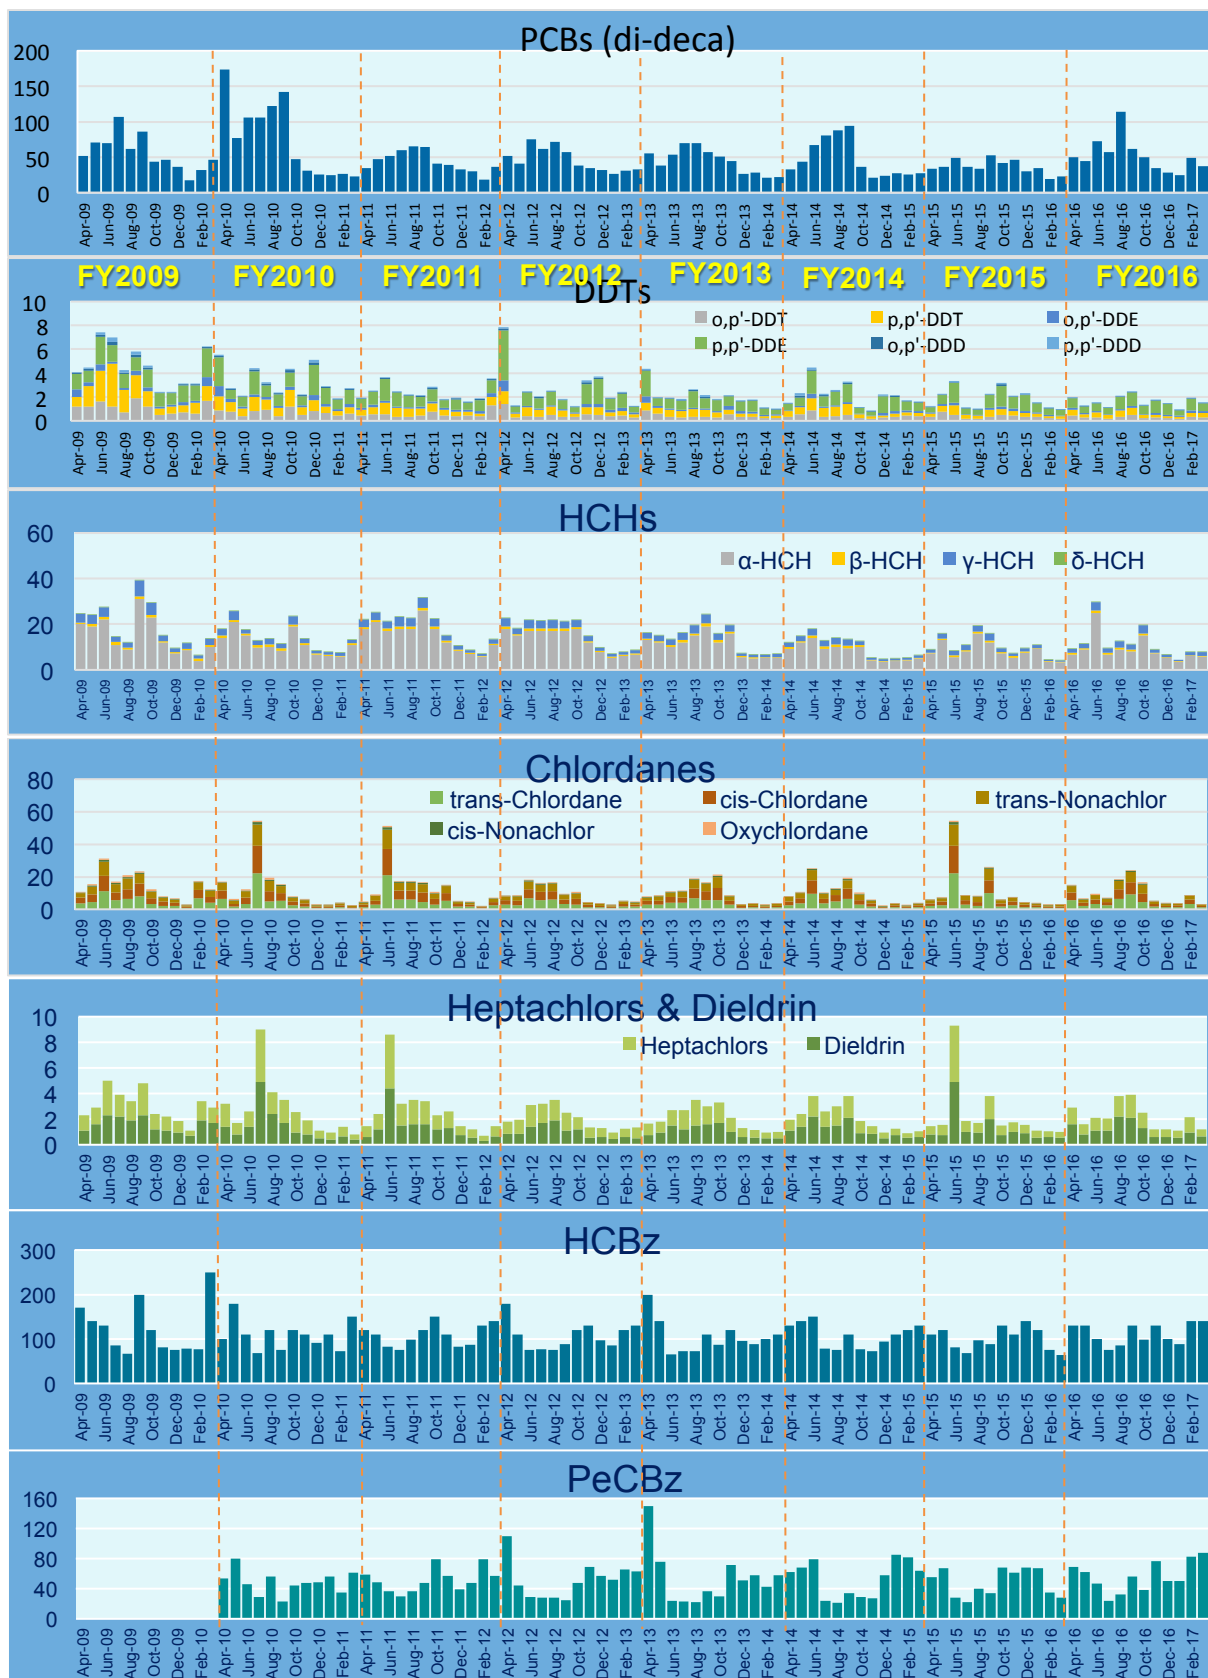 PCBs (di-deca)
200
150
100
50
0
Apr-09 Jun-09 Aug-09 Oct-09 Dec-09 Feb-10 Apr-10 Jun-10 Aug-10 Oct-10 Dec-10 Feb-11 Apr-11 Jun-11 Aug-11 Oct-11 Dec-11 Feb-12 Apr-12 Jun-12 Aug-12 Oct-12 Dec-12 Feb-13 Apr-13 Jun-13 Aug-13 Oct-13 Dec-13 Feb-14 Apr-14 Jun-14 Aug-14 Oct-14 Dec-14 Feb-15 Apr-15 Jun-15 Aug-15 Oct-15 Dec-15 Feb-16 Apr-16 Jun-16 Aug-16 Oct-16 Dec-16 Feb-17
FY2009 FY2010 FY2011 FY2012 FY2013 FY2014 FY2015 FY2016
DDTs
10
8
6
4
2
0
o,p'-DDT p,p'-DDT o,p'-DDE
p,p'-DDE o,p'-DDD p,p'-DDD
Apr-09 Jun-09 Aug-09 Oct-09 Dec-09 Feb-10 Apr-10 Jun-10 Aug-10 Oct-10 Dec-10 Feb-11 Apr-11 Jun-11 Aug-11 Oct-11 Dec-11 Feb-12 Apr-12 Jun-12 Aug-12 Oct-12 Dec-12 Feb-13 Apr-13 Jun-13 Aug-13 Oct-13 Dec-13 Feb-14 Apr-14 Jun-14 Aug-14 Oct-14 Dec-14 Feb-15 Apr-15 Jun-15 Aug-15 Oct-15 Dec-15 Feb-16 Apr-16 Jun-16 Aug-16 Oct-16 Dec-16 Feb-17
HCHs
60
40
20
0
α-HCH β-HCH γ-HCH δ-HCH
Apr-09 Jun-09 Aug-09 Oct-09 Dec-09 Feb-10 Apr-10 Jun-10 Aug-10 Oct-10 Dec-10 Feb-11 Apr-11 Jun-11 Aug-11 Oct-11 Dec-11 Feb-12 Apr-12 Jun-12 Aug-12 Oct-12 Dec-12 Feb-13 Apr-13 Jun-13 Aug-13 Oct-13 Dec-13 Feb-14 Apr-14 Jun-14 Aug-14 Oct-14 Dec-14 Feb-15 Apr-15 Jun-15 Aug-15 Oct-15 Dec-15 Feb-16 Apr-16 Jun-16 Aug-16 Oct-16 Dec-16 Feb-17
Chlordanes
80
60
40
20
0
trans-Chlordane cis-Chlordane trans-Nonachlor
cis-Nonachlor Oxychlordane
Apr-09 Jun-09 Aug-09 Oct-09 Dec-09 Feb-10 Apr-10 Jun-10 Aug-10 Oct-10 Dec-10 Feb-11 Apr-11 Jun-11 Aug-11 Oct-11 Dec-11 Feb-12 Apr-12 Jun-12 Aug-12 Oct-12 Dec-12 Feb-13 Apr-13 Jun-13 Aug-13 Oct-13 Dec-13 Feb-14 Apr-14 Jun-14 Aug-14 Oct-14 Dec-14 Feb-15 Apr-15 Jun-15 Aug-15 Oct-15 Dec-15 Feb-16 Apr-16 Jun-16 Aug-16 Oct-16 Dec-16 Feb-17
Heptachlors & Dieldrin
10
8
6
4
2
0
Heptachlors Dieldrin
Apr-09 Jun-09 Aug-09 Oct-09 Dec-09 Feb-10 Apr-10 Jun-10 Aug-10 Oct-10 Dec-10 Feb-11 Apr-11 Jun-11 Aug-11 Oct-11 Dec-11 Feb-12 Apr-12 Jun-12 Aug-12 Oct-12 Dec-12 Feb-13 Apr-13 Jun-13 Aug-13 Oct-13 Dec-13 Feb-14 Apr-14 Jun-14 Aug-14 Oct-14 Dec-14 Feb-15 Apr-15 Jun-15 Aug-15 Oct-15 Dec-15 Feb-16 Apr-16 Jun-16 Aug-16 Oct-16 Dec-16 Feb-17
HCBz
300
200
100
0
Apr-09 Jun-09 Aug-09 Oct-09 Dec-09 Feb-10 Apr-10 Jun-10 Aug-10 Oct-10 Dec-10 Feb-11 Apr-11 Jun-11 Aug-11 Oct-11 Dec-11 Feb-12 Apr-12 Jun-12 Aug-12 Oct-12 Dec-12 Feb-13 Apr-13 Jun-13 Aug-13 Oct-13 Dec-13 Feb-14 Apr-14 Jun-14 Aug-14 Oct-14 Dec-14 Feb-15 Apr-15 Jun-15 Aug-15 Oct-15 Dec-15 Feb-16 Apr-16 Jun-16 Aug-16 Oct-16 Dec-16 Feb-17
PeCBz
160
120
80
40
0
Apr-09 Jun-09 Aug-09 Oct-09 Dec-09 Feb-10 Apr-10 Jun-10 Aug-10 Oct-10 Dec-10 Feb-11 Apr-11 Jun-11 Aug-11 Oct-11 Dec-11 Feb-12 Apr-12 Jun-12 Aug-12 Oct-12 Dec-12 Feb-13 Apr-13 Jun-13 Aug-13 Oct-13 Dec-13 Feb-14 Apr-14 Jun-14 Aug-14 Oct-14 Dec-14 Feb-15 Apr-15 Jun-15 Aug-15 Oct-15 Dec-15 Feb-16 Apr-16 Jun-16 Aug-16 Oct-16 Dec-16 Feb-17